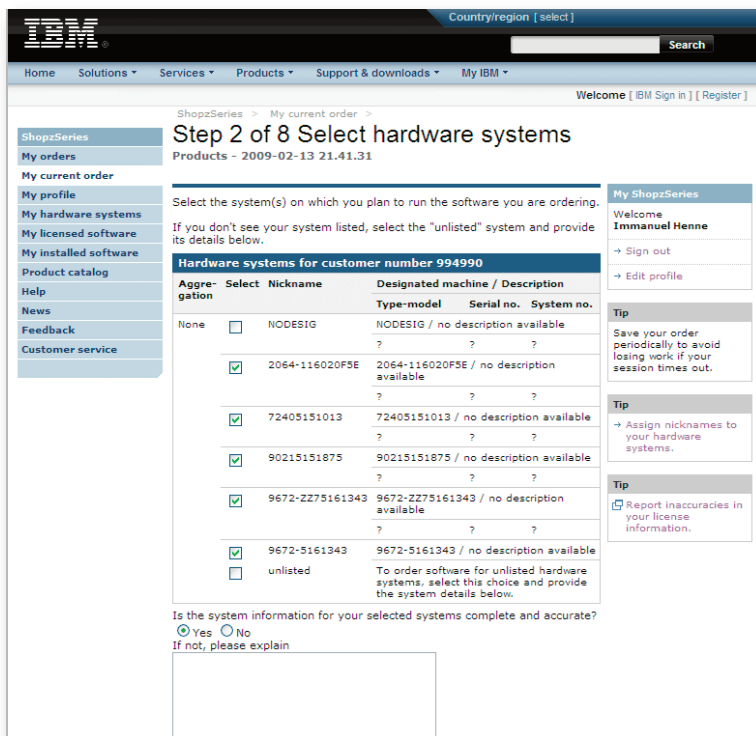 IBM®
Country/region [ select ]
Search
Home Solutions Services Products Support & downloads My IBM
Welcome [ IBM Sign in ] [ Register ]
ShopzSeries > My current order >
Step 2 of 8 Select hardware systems
Products - 2009-02-13 21.41.31
ShopzSeries
My orders
My current order
My profile
My hardware systems
My licensed software
My installed software
Product catalog
Help
News
Feedback
Customer service
Select the system(s) on which you plan to run the software you are ordering.
If you don't see your system listed, select the "unlisted" system and provide
its details below.
Hardware systems for customer number 994990
Aggre- Select Nickname Designated machine / Description
gation
Type-model Serial no. System no.
None NODESIG NODESIG / no description available
? ? ?
2064-116020F5E 2064-116020F5E / no description
available
? ? ?
72405151013 72405151013 / no description available
? ? ?
90215151875 90215151875 / no description available
? ? ?
9672-ZZ75161343 9672-ZZ75161343 / no description
available
? ? ?
9672-5161343 9672-5161343 / no description available
unlisted To order software for unlisted hardware
systems, select this choice and provide
the system details below.
Is the system information for your selected systems complete and accurate?
Yes No
If not, please explain
My ShopzSeries
Welcome
Immanuel Henne
→ Sign out
→ Edit profile
Tip
Save your order
periodically to avoid
losing work if your
session times out.
Tip
→ Assign nicknames to
your hardware
systems.
Tip
Report inaccuracies in
your license
information.